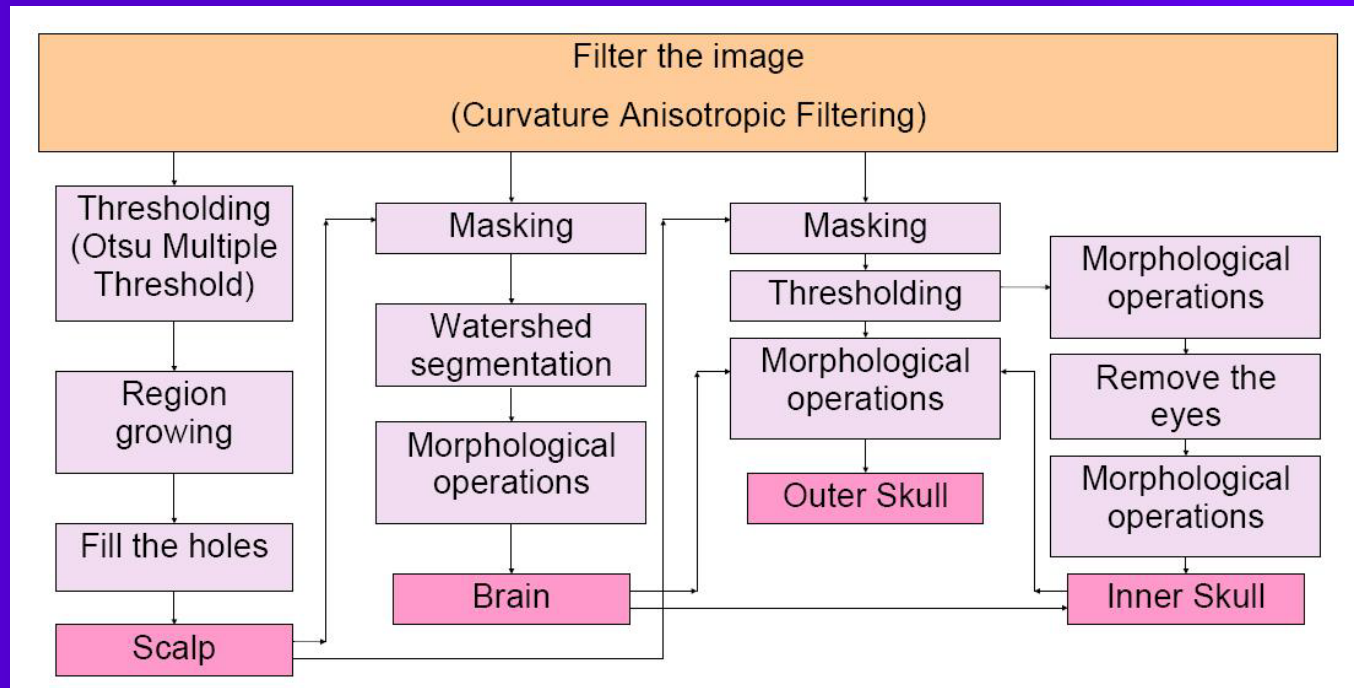 Filter the image
(Curvature Anisotropic Filtering)
Thresholding
(Otsu Multiple
Threshold)
Region
growing
Fill the holes
Scalp
Masking
Watershed
segmentation
Morphological
operations
Brain
Masking
Thresholding
Morphological
operations
Outer Skull
Morphological
operations
Remove the
eyes
Morphological
operations
Inner Skull